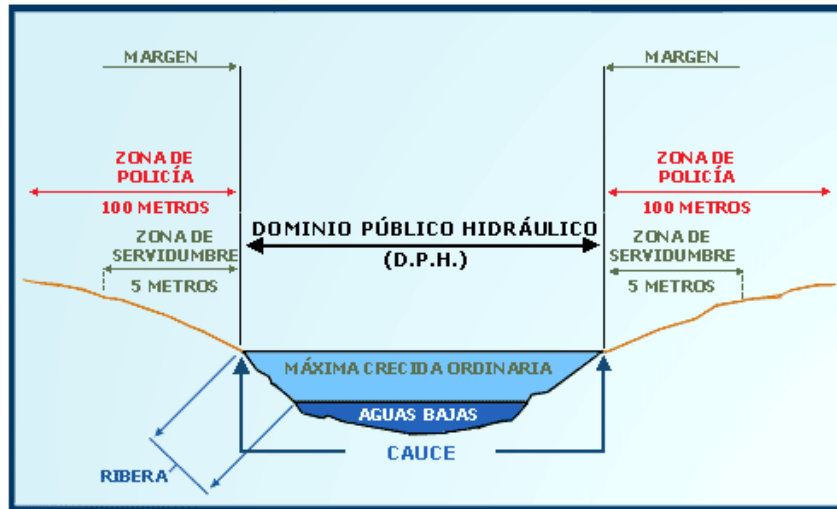 MARGEN
MARGEN
ZONA DE
POLICÍA
100 METROS
ZONA DE
POLICÍA
100 METROS
DOMINIO PÚBLICO HIDRÁULICO
(D.P.H.)
ZONA DE
SERVIDUMBRE
5 METROS
ZONA DE
SERVIDUMBRE
5 METROS
MÁXIMA CRECIDA ORDINARIA
AGUAS BAJAS
CAUCE
RIBERA